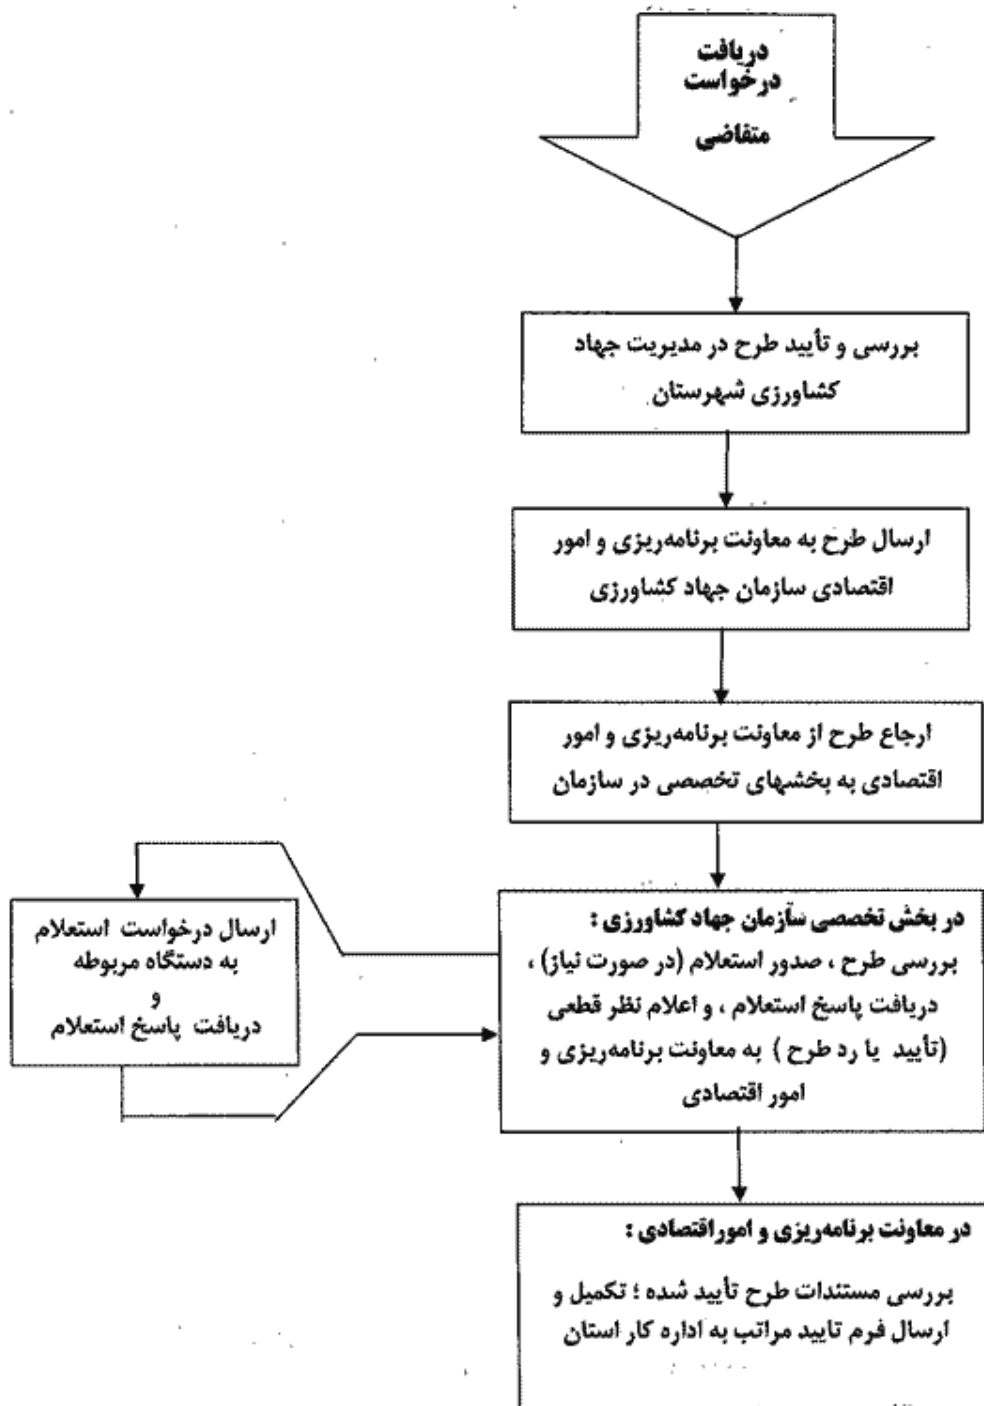 دریافت
درخواست
متقاضی
بررسی و تأیید طرح در مدیریت جهاد
کشاورزی شهرستان
ارسال طرح به معاونت برنامه‌ریزی و امور
اقتصادی سازمان جهاد کشاورزی
ارجاع طرح از معاونت برنامه‌ریزی و امور
اقتصادی به بخشهای تخصصی در سازمان
در بخش تخصصی سازمان جهاد کشاورزی :
بررسی طرح ، صدور استعلام (در صورت نیاز) ،
دریافت پاسخ استعلام ، و اعلام نظر قطعی
(تأیید یا رد طرح ) به معاونت برنامه‌ریزی و
امور اقتصادی
ارسال درخواست استعلام
به دستگاه مربوطه
و
دریافت پاسخ استعلام
در معاونت برنامه‌ریزی و امور اقتصادی :
بررسی مستندات طرح تأیید شده ؛ تکمیل و
ارسال فرم تایید مراتب به اداره کار استان